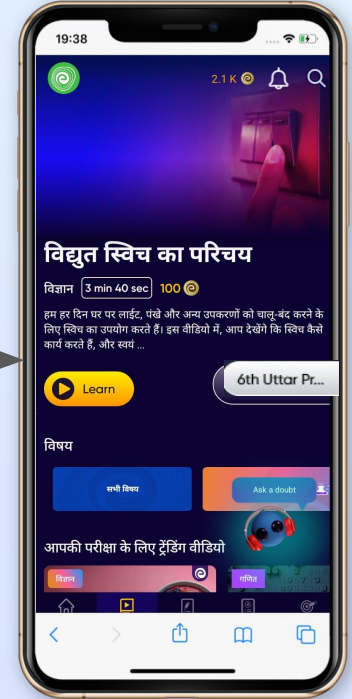 19:38
2.1 K
विद्युत स्विच का परिचय
विज्ञान 3 min 40 sec 100
हम हर दिन घर पर लाईट, पंखे और अन्य उपकरणों को चालू-बंद करने के
लिए स्विच का उपयोग करते हैं। इस वीडियो में, आप देखेंगे कि स्विच कैसे
कार्य करते हैं, और स्वयं ...
Learn
6th Uttar Pr...
विषय
सभी विषय
Ask a doubt
आपकी परीक्षा के लिए ट्रेंडिंग वीडियो
विज्ञान
गणित